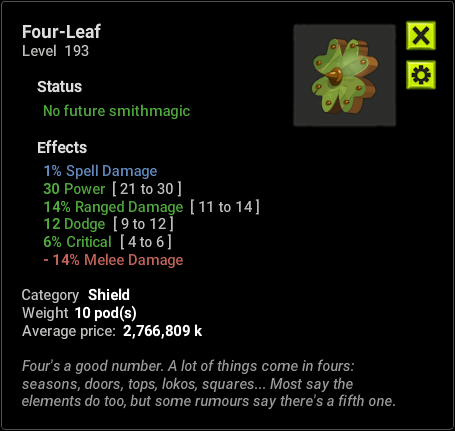 Four-Leaf
Level 193
Status
No future smithmagic
Effects
1% Spell Damage
30 Power [ 21 to 30 ]
14% Ranged Damage [ 11 to 14 ]
12 Dodge [ 9 to 12 ]
6% Critical [ 4 to 6 ]
- 14% Melee Damage
Category Shield
Weight 10 pod(s)
Average price: 2,766,809 k
Four's a good number. A lot of things come in fours:
seasons, doors, tops, lokos, squares... Most say the
elements do too, but some rumours say there's a fifth one.